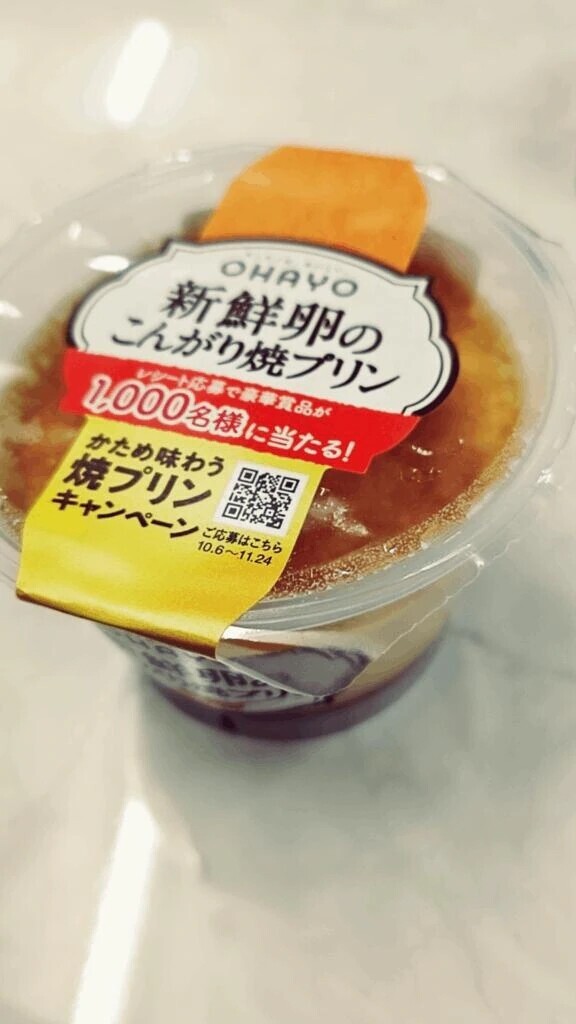 OHAYO
新鮮卵の
こんがり焼プリン
レシート応募で豪華賞品が
1,000名様に当たる!
かため味わう
焼プリン
キャンペーン
ご応募はこちら
10.6〜11.24